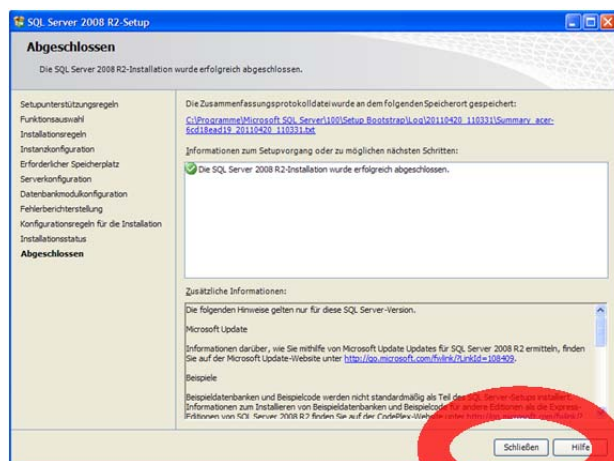 SQL Server 2008 R2-Setup
Abgeschlossen
Die SQL Server 2008 R2-Installation wurde erfolgreich abgeschlossen.
Setupunterstützungsregeln
Funktionsauswahl
Installationsregeln
Instanzkonfiguration
Erforderlicher Speicherplatz
Serverkonfiguration
Datenbankmodulkonfiguration
Fehlerberichterstellung
Konfigurationsregeln für die Installation
Installationsstatus
Abgeschlossen
Die Zusammenfassungsprotokolldatei wurde an dem folgenden Speicherort gespeichert:
C:\Programme\Microsoft SQL Server\100\Setup Bootstrap\Log\20110420_110331\Summary_acer-
6cd18ead19_20110420_110331.txt
Informationen zum Setupvorgang oder zu möglichen nächsten Schritten:
Die SQL Server 2008 R2-Installation wurde erfolgreich abgeschlossen.
Zusätzliche Informationen:
Die folgenden Hinweise gelten nur für diese SQL Server-Version.
Microsoft Update
Informationen darüber, wie Sie mithilfe von Microsoft Update Updates für SQL Server 2008 R2 ermitteln, finden
Sie auf der Microsoft Update-Website unter http://go.microsoft.com/fwlink/?LinkId=108409.
Beispiele
Beispieldatenbanken und Beispielcode werden nicht standardmäßig als Teil des SQL Server-Setups installiert.
Informationen zum Installieren von Beispieldatenbanken und Beispielcode für andere Editionen als die Express-
Editionen von SQL Server 2008 R2 finden Sie auf der CodePlex-Website unter http://go.microsoft.com/fwlink/?
Schließen
Hilfe